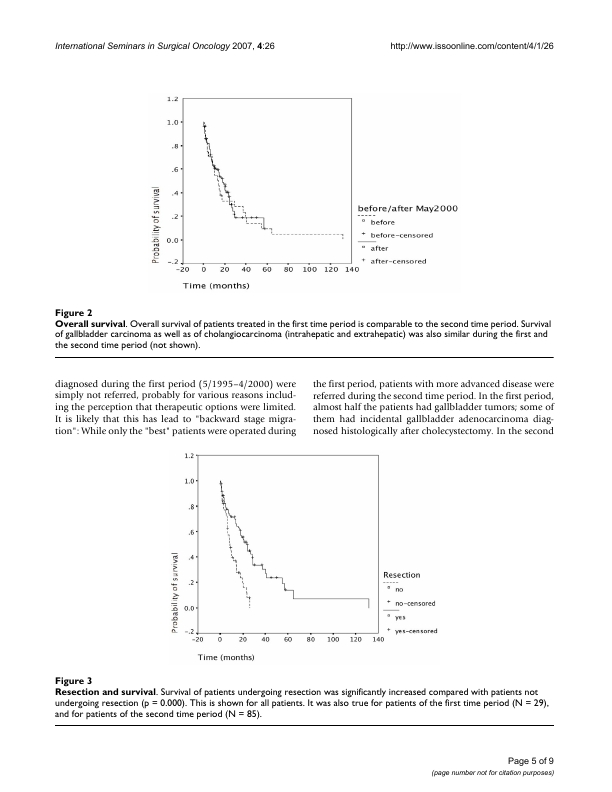 International Seminars in Surgical Oncology 2007, 4:26
http://www.issoonline.com/content/4/1/26
1.2
1.0
.8
.6
.4
.2
0.0
-.2
Probability of survival
-20 0 20 40 60 80 100 120 140
Time (months)
before/after May2000
before
before-censored
after
after-censored
Figure 2
Overall survival. Overall survival of patients treated in the first time period is comparable to the second time period. Survival
of gallbladder carcinoma as well as of cholangiocarcinoma (intrahepatic and extrahepatic) was also similar during the first and
the second time period (not shown).
diagnosed during the first period (5/1995–4/2000) were
simply not referred, probably for various reasons includ-
ing the perception that therapeutic options were limited.
It is likely that this has lead to "backward stage migra-
tion": While only the "best" patients were operated during
the first period, patients with more advanced disease were
referred during the second time period. In the first period,
almost half the patients had gallbladder tumors; some of
them had incidental gallbladder adenocarcinoma diag-
nosed histologically after cholecystectomy. In the second
1.2
1.0
.8
.6
.4
.2
0.0
-.2
Probability of survival
-20 0 20 40 60 80 100 120 140
Time (months)
Resection
no
no-censored
yes
yes-censored
Figure 3
Resection and survival. Survival of patients undergoing resection was significantly increased compared with patients not
undergoing resection (p = 0.000). This is shown for all patients. It was also true for patients of the first time period (N = 29),
and for patients of the second time period (N = 85).
Page 5 of 9
(page number not for citation purposes)